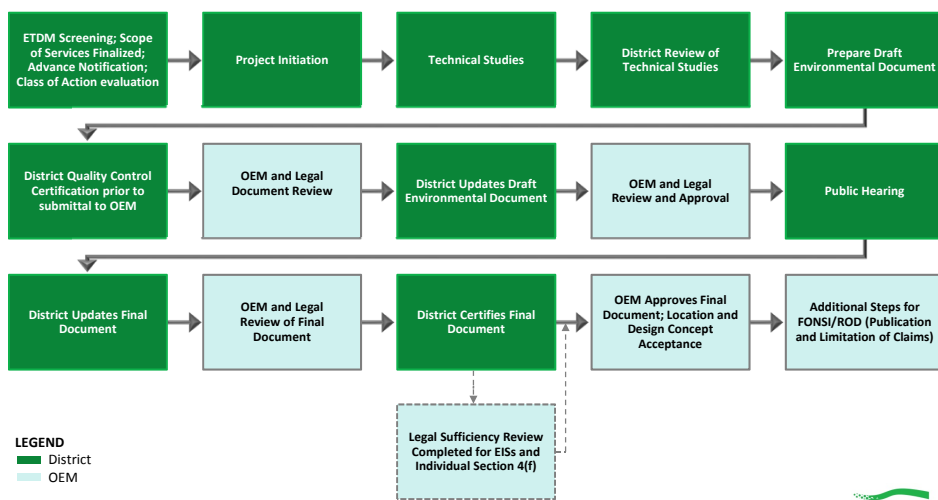 ETDM Screening; Scope
of Services Finalized;
Advance Notification;
Class of Action evaluation
Project Initiation
Technical Studies
District Review of
Technical Studies
Prepare Draft
Environmental Document
District Quality Control
Certification prior to
submittal to OEM
OEM and Legal
Document Review
District Updates Draft
Environmental Document
OEM and Legal
Review and Approval
Public Hearing
District Updates Final
Document
OEM and Legal
Review of Final
Document
District Certifies Final
Document
OEM Approves Final
Document; Location and
Design Concept
Acceptance
Additional Steps for
FONSI/ROD (Publication
and Limitation of Claims)
Legal Sufficiency Review
Completed for EISs and
Individual Section 4(f)
LEGEND
District
OEM